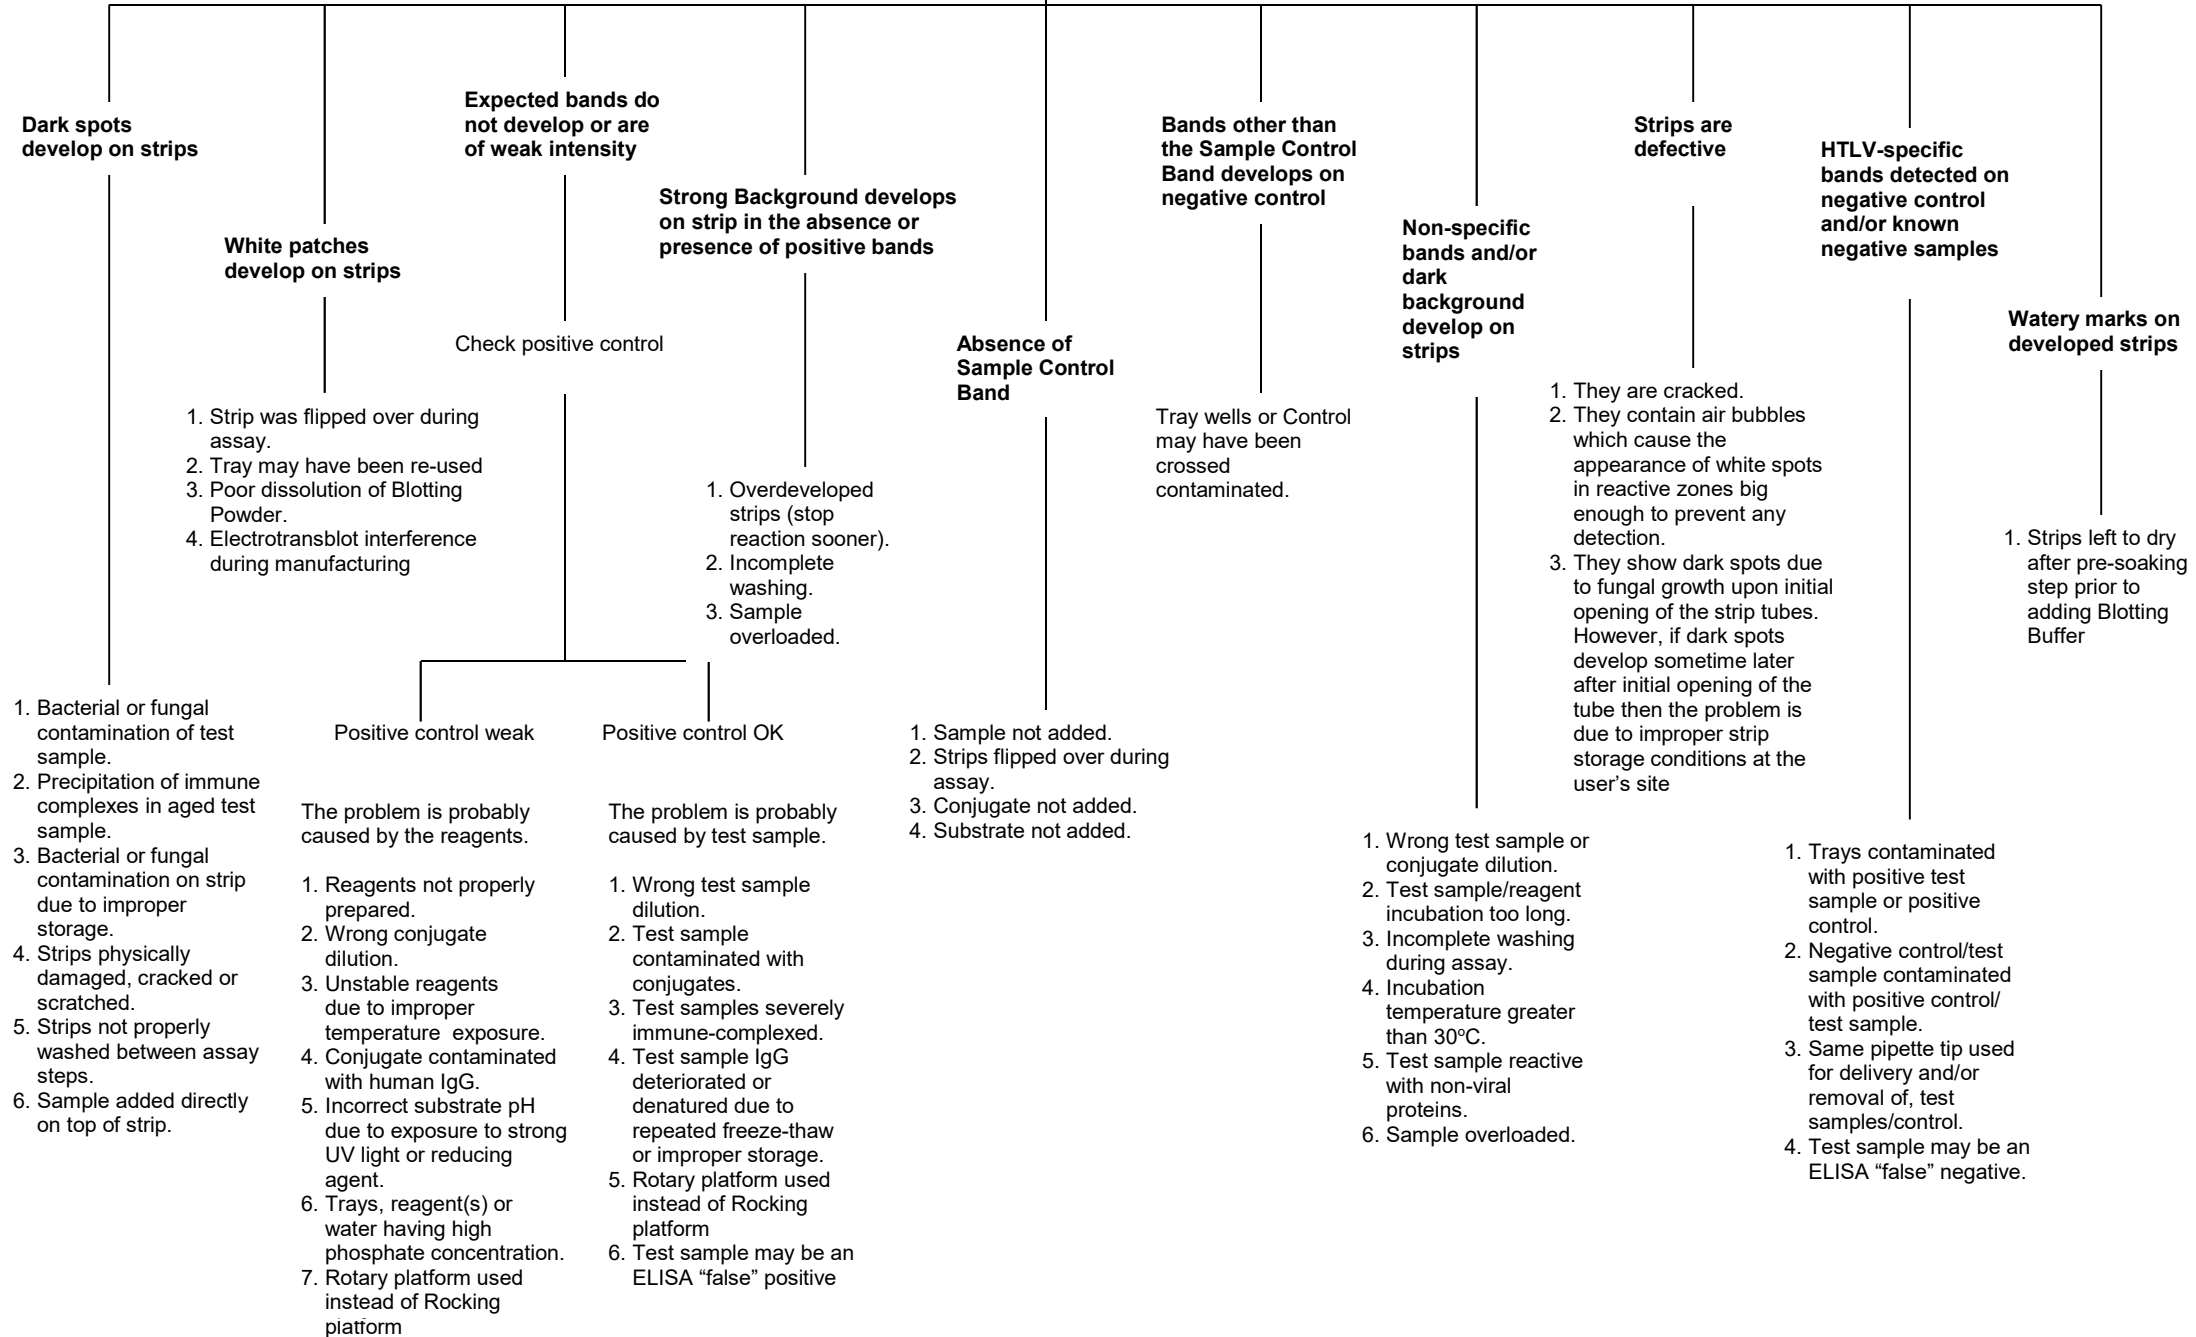 Dark spots
develop on strips
1. Bacterial or fungal
contamination of test
sample.
2. Precipitation of immune
complexes in aged test
sample.
3. Bacterial or fungal
contamination on strip
due to improper
storage.
4. Strips physically
damaged, cracked or
scratched.
5. Strips not properly
washed between assay
steps.
6. Sample added directly
on top of strip.
White patches
develop on strips
1. Strip was flipped over during
assay.
2. Tray may have been re-used
3. Poor dissolution of Blotting
Powder.
4. Electrotransblot interference
during manufacturing
Expected bands do
not develop or are
of weak intensity
Check positive control
Positive control weak
The problem is probably
caused by the reagents.
1. Reagents not properly
prepared.
2. Wrong conjugate
dilution.
3. Unstable reagents
due to improper
temperature exposure.
4. Conjugate contaminated
with human IgG.
5. Incorrect substrate pH
due to exposure to strong
UV light or reducing
agent.
6. Trays, reagent(s) or
water having high
phosphate concentration.
7. Rotary platform used
instead of Rocking
platform
Positive control OK
The problem is probably
caused by test sample.
1. Wrong test sample
dilution.
2. Test sample
contaminated with
conjugates.
3. Test samples severely
immune-complexed.
4. Test sample IgG
deteriorated or
denatured due to
repeated freeze-thaw
or improper storage.
5. Rotary platform used
instead of Rocking
platform
6. Test sample may be an
ELISA “false” positive
Strong Background develops
on strip in the absence or
presence of positive bands
1. Overdeveloped
strips (stop
reaction sooner).
2. Incomplete
washing.
3. Sample
overloaded.
Absence of
Sample Control
Band
1. Sample not added.
2. Strips flipped over during
assay.
3. Conjugate not added.
4. Substrate not added.
Bands other than
the Sample Control
Band develops on
negative control
Tray wells or Control
may have been
crossed
contaminated.
Non-specific
bands and/or
dark
background
develop on
strips
1. Wrong test sample or
conjugate dilution.
2. Test sample/reagent
incubation too long.
3. Incomplete washing
during assay.
4. Incubation
temperature greater
than 30ºC.
5. Test sample reactive
with non-viral
proteins.
6. Sample overloaded.
Strips are
defective
1. They are cracked.
2. They contain air bubbles
which cause the
appearance of white spots
in reactive zones big
enough to prevent any
detection.
3. They show dark spots due
to fungal growth upon initial
opening of the strip tubes.
However, if dark spots
develop sometime later
after initial opening of the
tube then the problem is
due to improper strip
storage conditions at the
user’s site
HTLV-specific
bands detected on
negative control
and/or known
negative samples
1. Trays contaminated
with positive test
sample or positive
control.
2. Negative control/test
sample contaminated
with positive control/
test sample.
3. Same pipette tip used
for delivery and/or
removal of, test
samples/control.
4. Test sample may be an
ELISA “false” negative.
Watery marks on
developed strips
1. Strips left to dry
after pre-soaking
step prior to
adding Blotting
Buffer